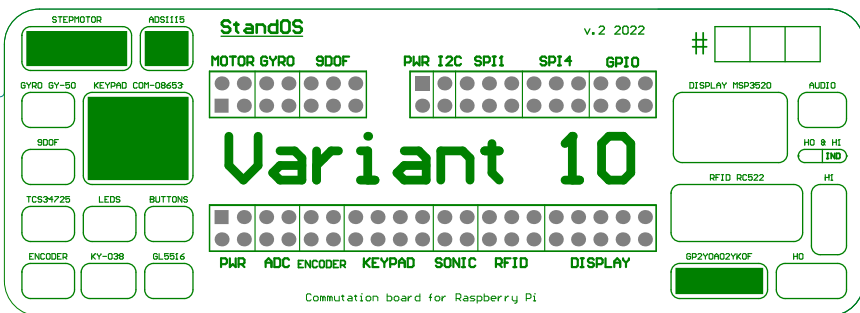 STEPMOTOR ADS1115 StandOS v.2 2022 #
MOTOR GYRO 9DOF PWR I2C SPI1 SPI4 GPIO
GYRO GY-50 KEYPAD COM-08653 DISPLAY MSP3520 AUDIO
9DOF Variant 10 HO & HI
IND
RFID RC522 HI
TCS34725 LEDS BUTTONS
ENCODER KY-038 GL5516 PWR ADC ENCODER KEYPAD SONIC RFID DISPLAY GP2Y0A02YK0F HO
Commutation board for Raspberry Pi